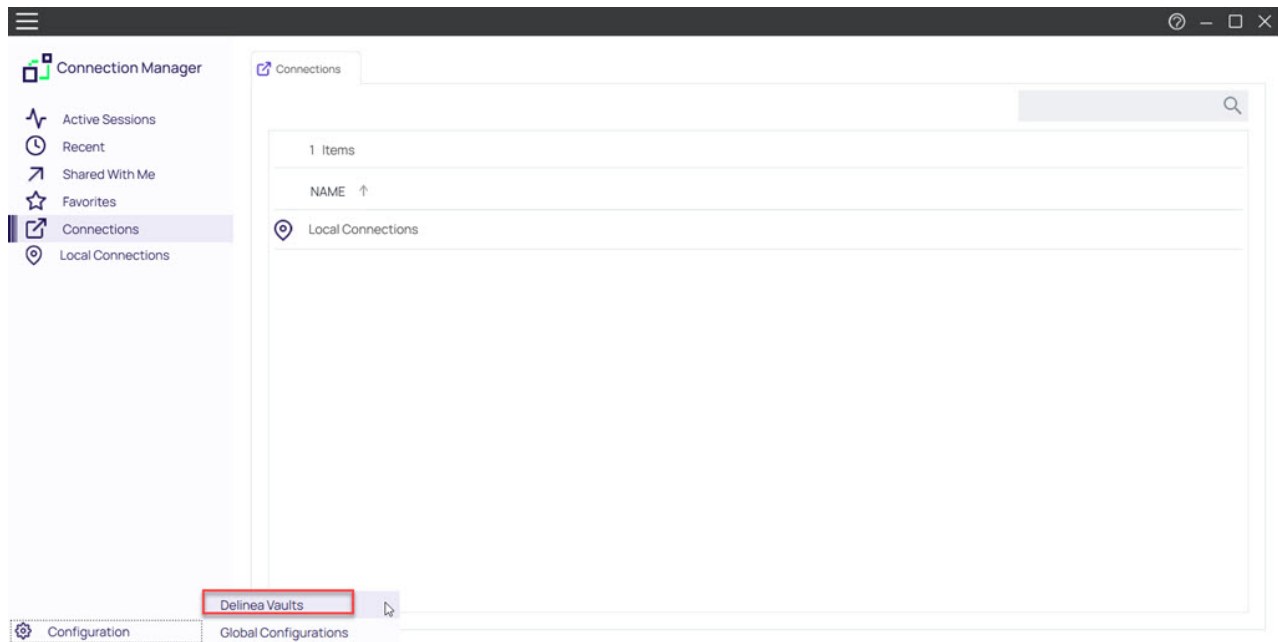 Connection Manager
Connections
Active Sessions
Recent
Shared With Me
Favorites
Connections
Local Connections
1 Items
NAME
Local Connections
Delinea Vaults
Configuration
Global Configurations